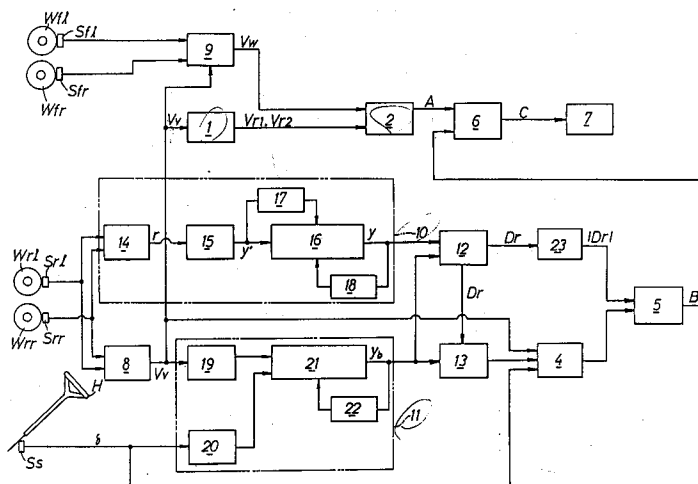 Wfl
Sfl
Sfr
Wfr
9
Vw
Vv
1
Vr1, Vr2
2
A
6
C
7
17
14
r
15
y'
16
y
10
12
Dr
23
|Dr|
18
Wrl
Srl
Wrr
Srr
Dr
5
B
8
Vv
19
21
yb
13
4
22
11
H
Ss
δ
20